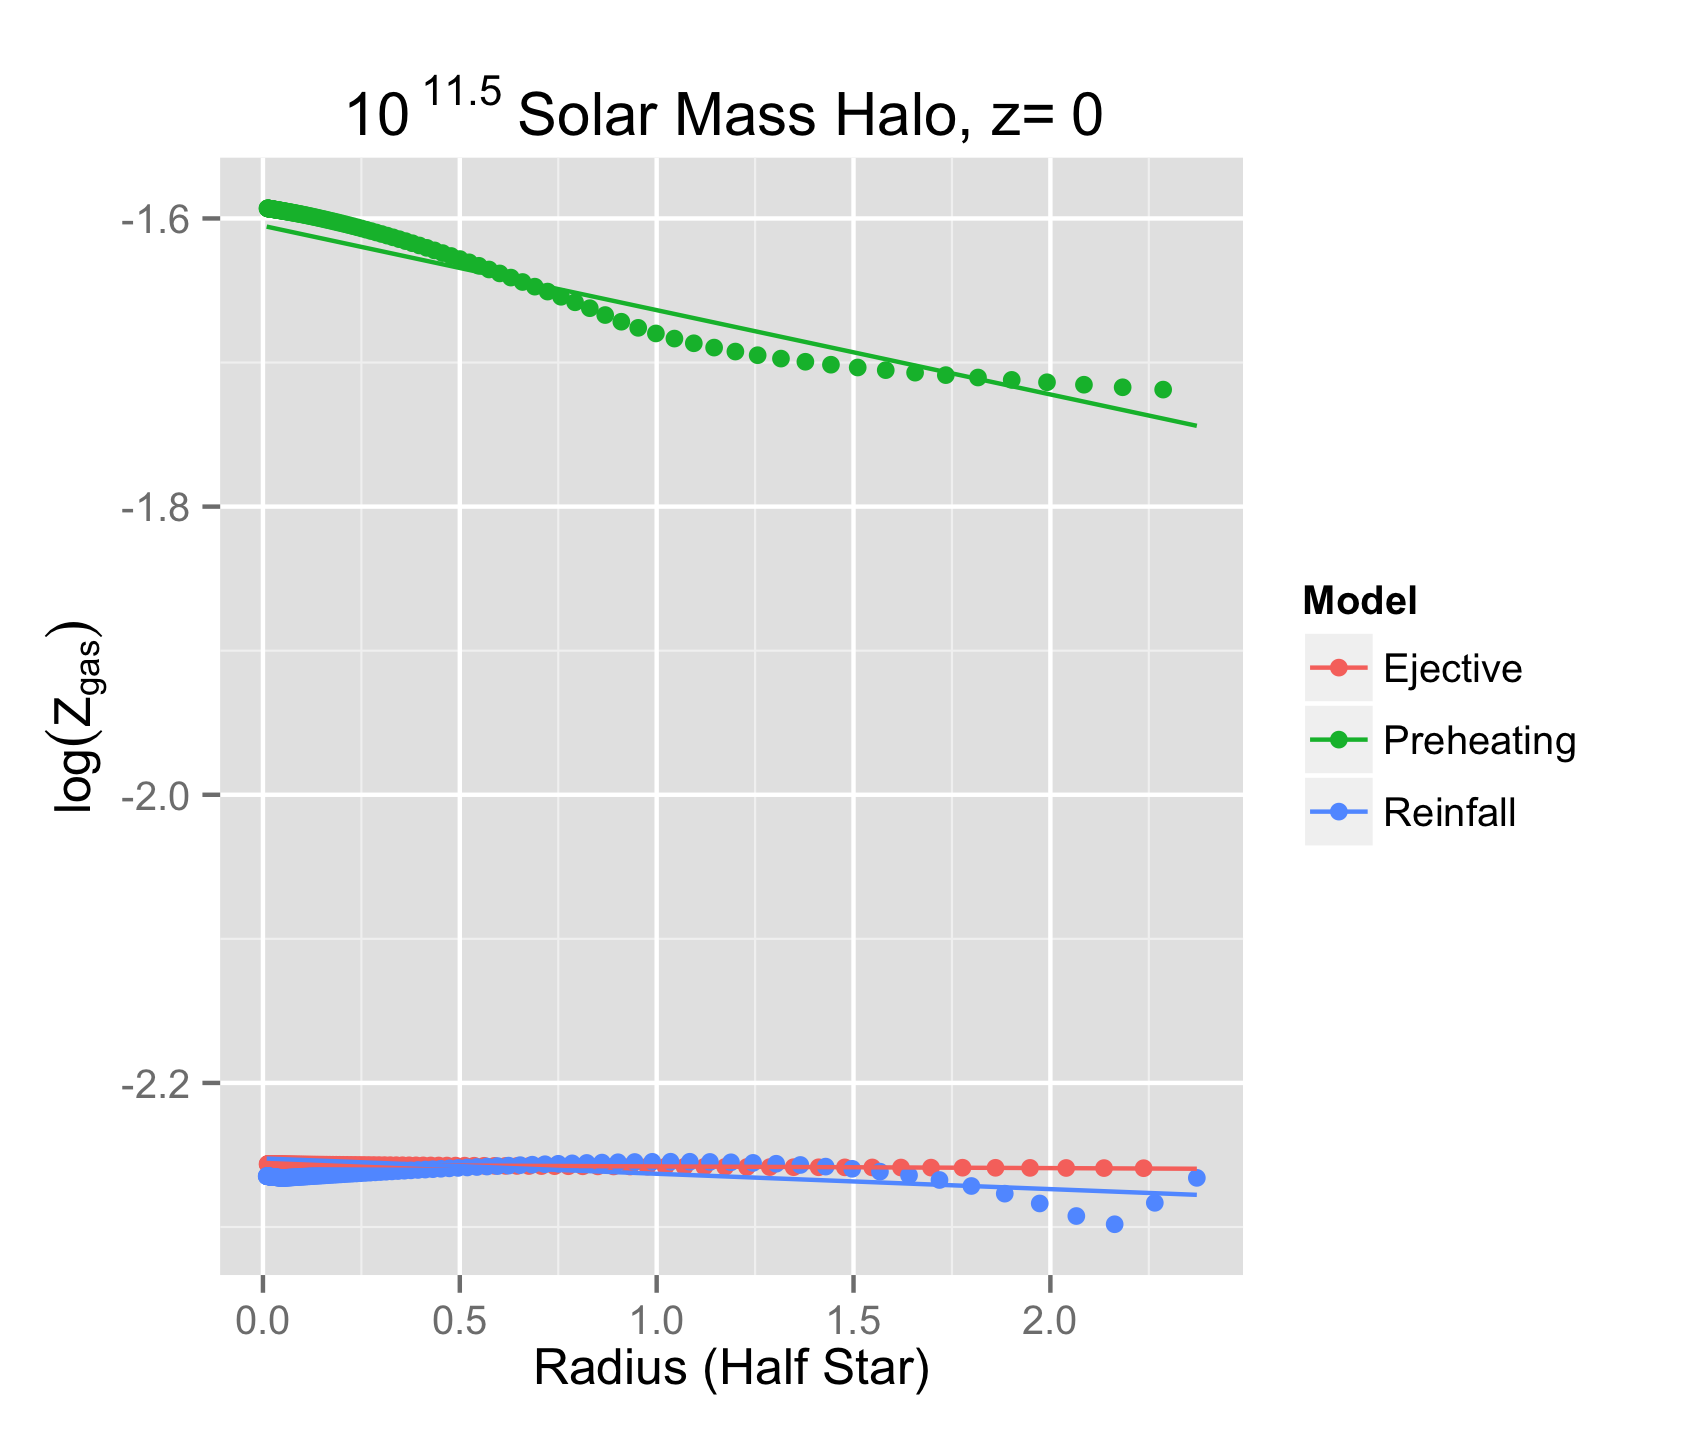 10 11.5 Solar Mass Halo, z= 0
log(Zgas)
-1.6
-1.8
-2.0
-2.2
0.0 0.5 1.0 1.5 2.0
Radius (Half Star)
Model
Ejective
Preheating
Reinfall